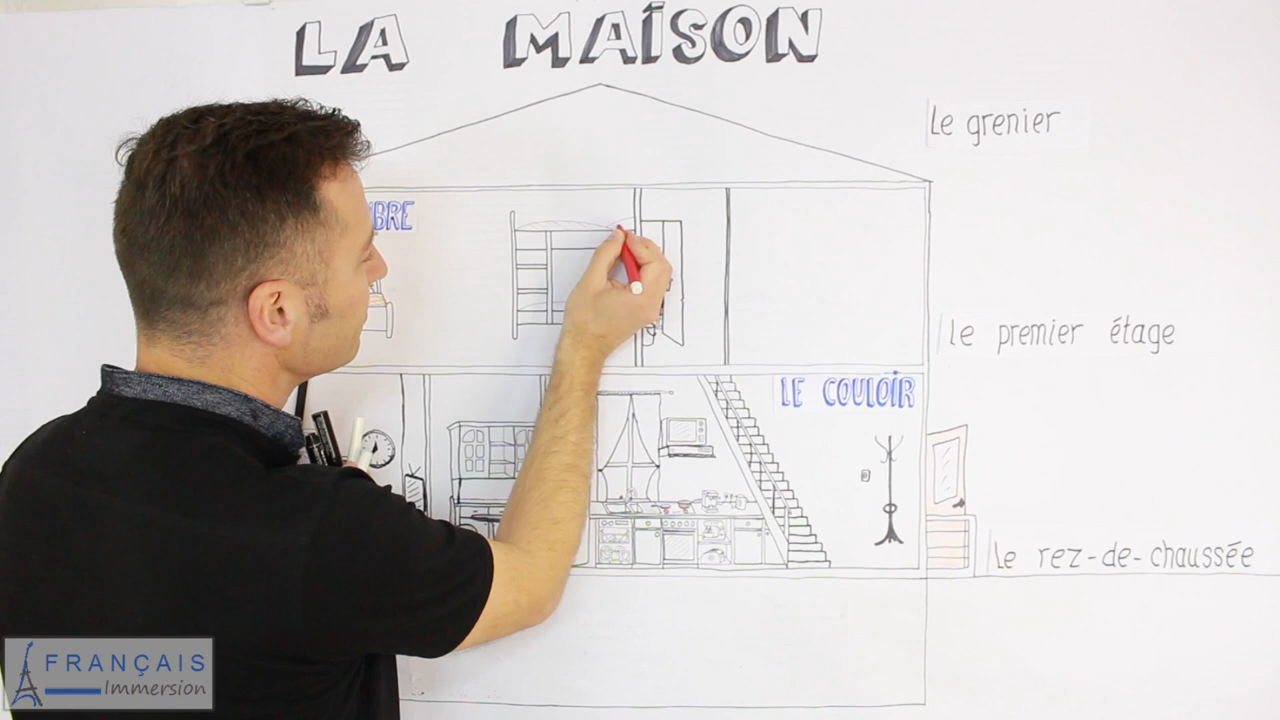 LA MAISON
Le grenier
BRE
Le premier étage
LE COULOIR
Le rez-de-chaussée
FRANÇAIS
Immersion